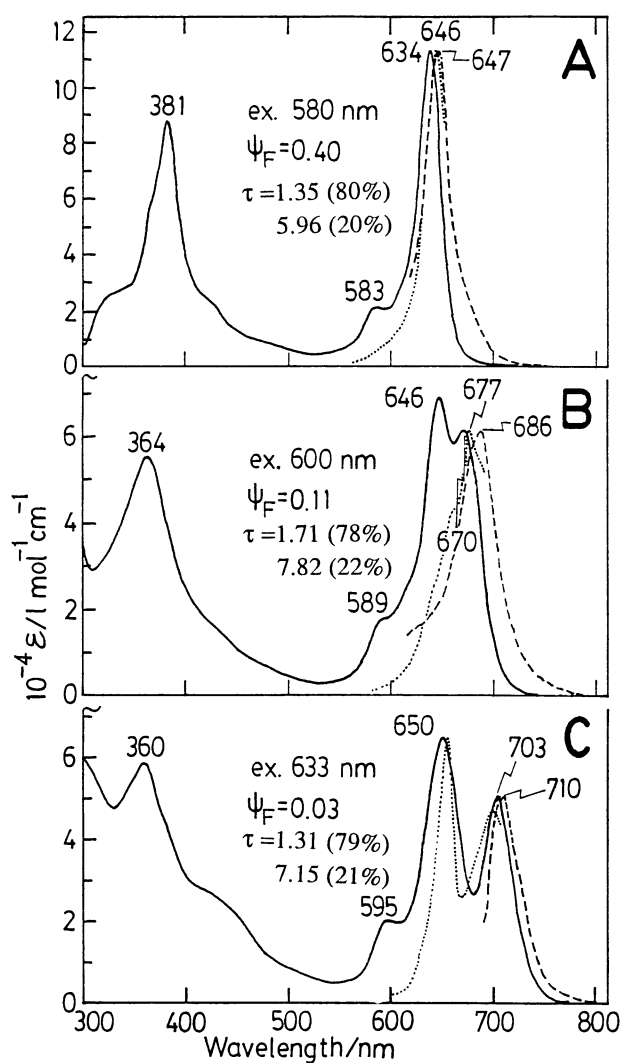 12
10
8
6
4
2
0
A
646
634
647
381
583
ex. 580 nm
ψF=0.40
τ =1.35 (80%)
5.96 (20%)
B
6
4
2
0
677
646
686
364
670
589
ex. 600 nm
ψF=0.11
τ =1.71 (78%)
7.82 (22%)
10⁻⁴ ε/l mol⁻¹cm⁻¹
C
6
4
2
0
650
703
710
360
595
ex. 633 nm
ψF=0.03
τ =1.31 (79%)
7.15 (21%)
300 400 500 600 700 800
Wavelength/nm